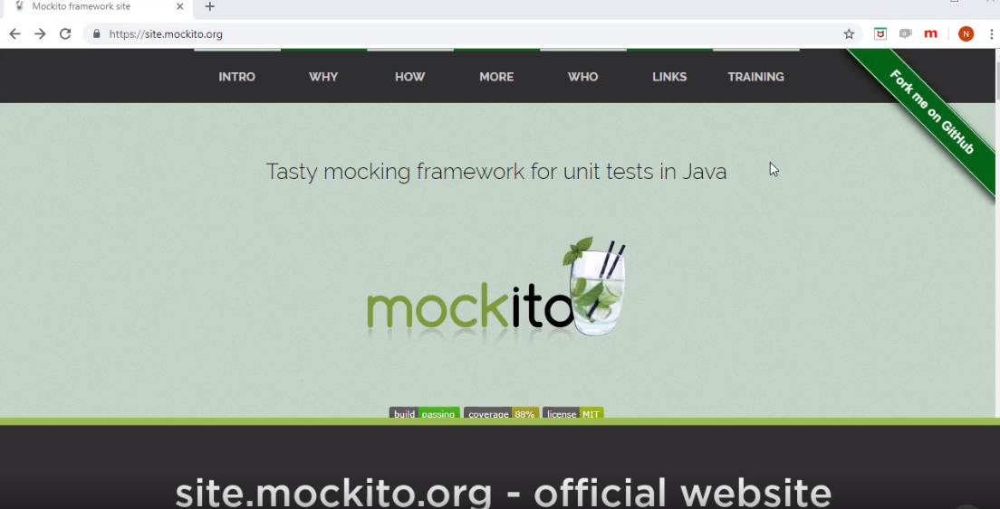 Mockito framework site
https://site.mockito.org
m
N
INTRO
WHY
HOW
MORE
WHO
LINKS
TRAINING
Fork me on GitHub
Tasty mocking framework for unit tests in Java
mockito
build passing
coverage 88%
license MIT
site.mockito.org - official website